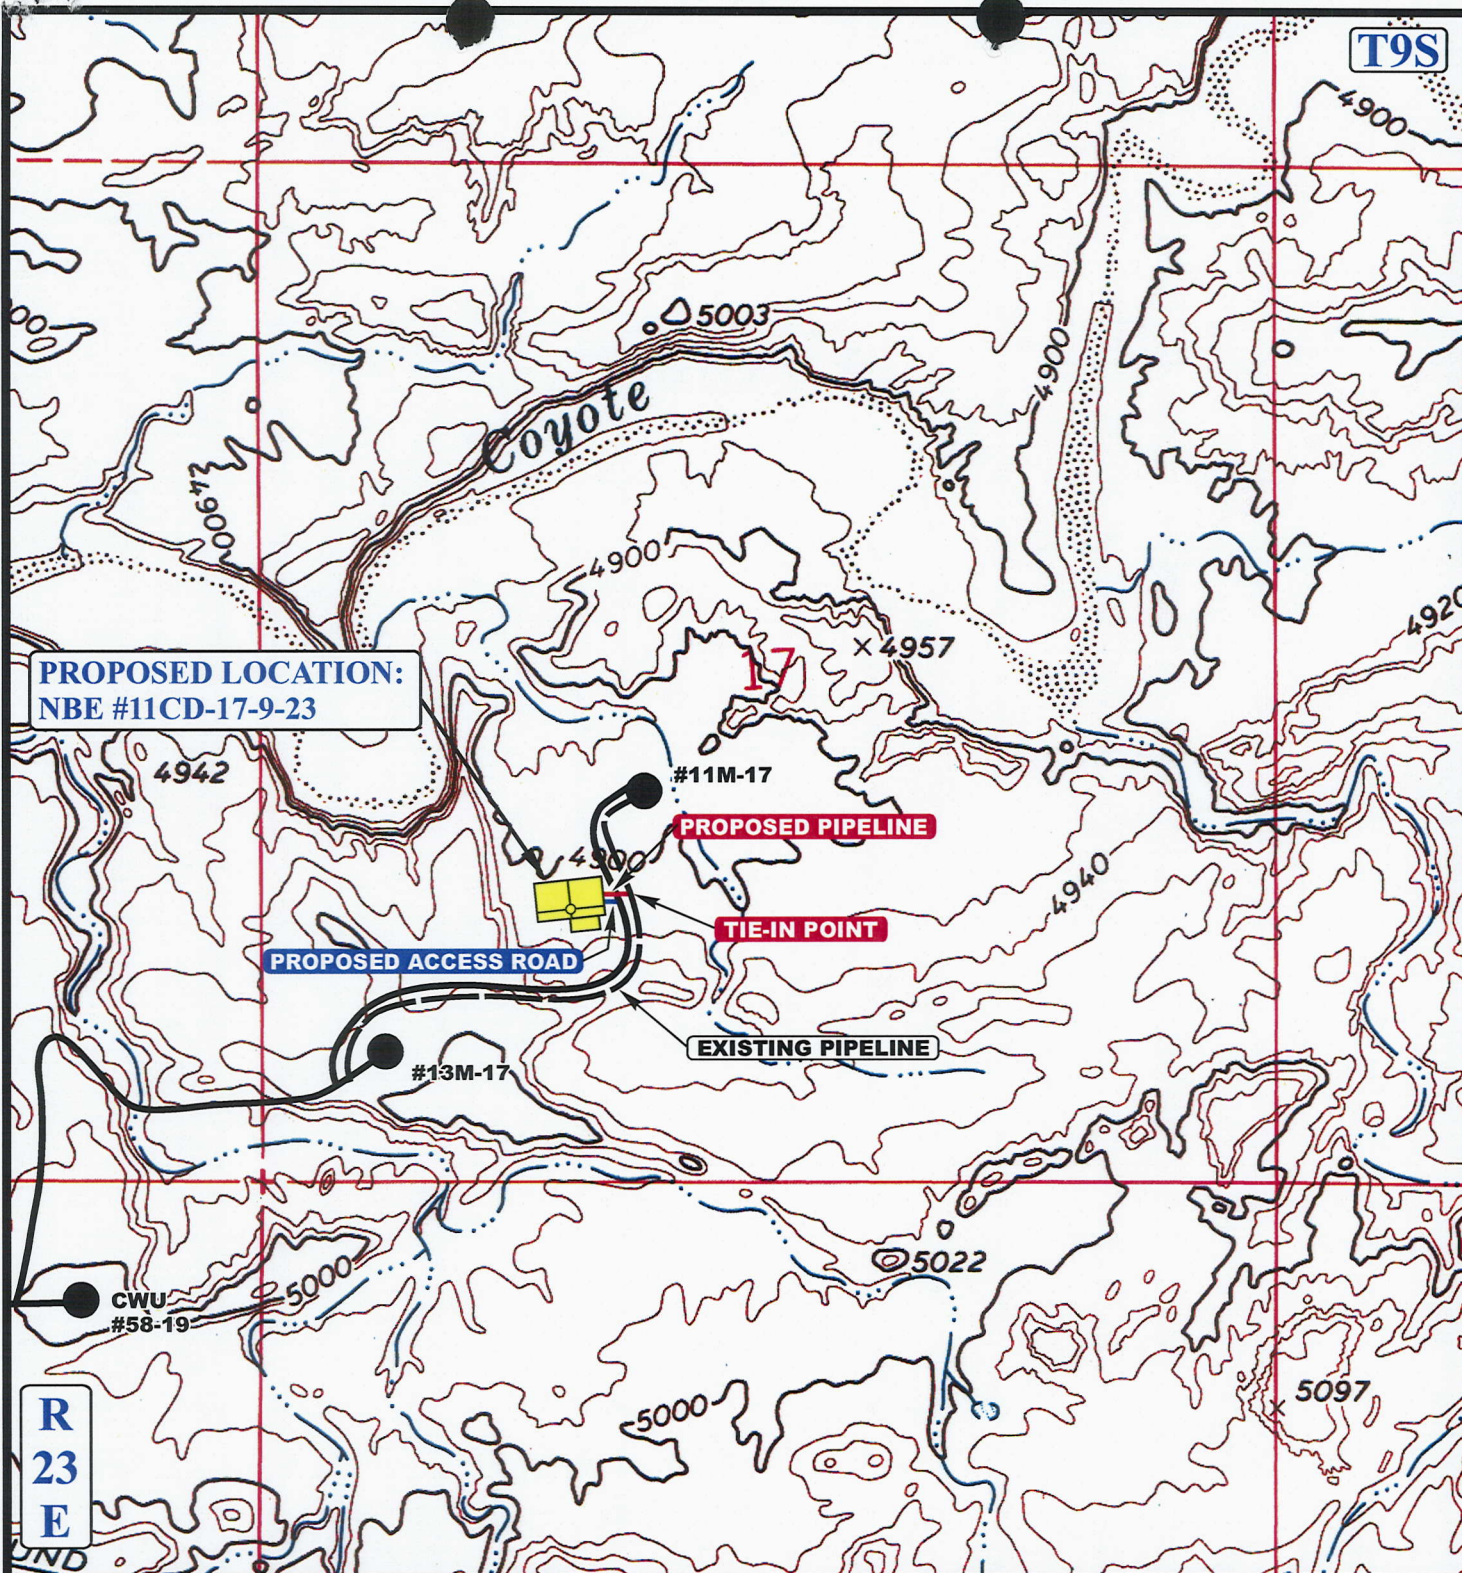 T9S
4900
5003
4900
Coyote
4900
4920
4957
17
PROPOSED LOCATION:
NBE #11CD-17-9-23
4942
#11M-17
PROPOSED PIPELINE
4900
4940
TIE-IN POINT
PROPOSED ACCESS ROAD
EXISTING PIPELINE
#13M-17
5022
5000
CWU
#58-19
5097
5000
R
23
E
UND